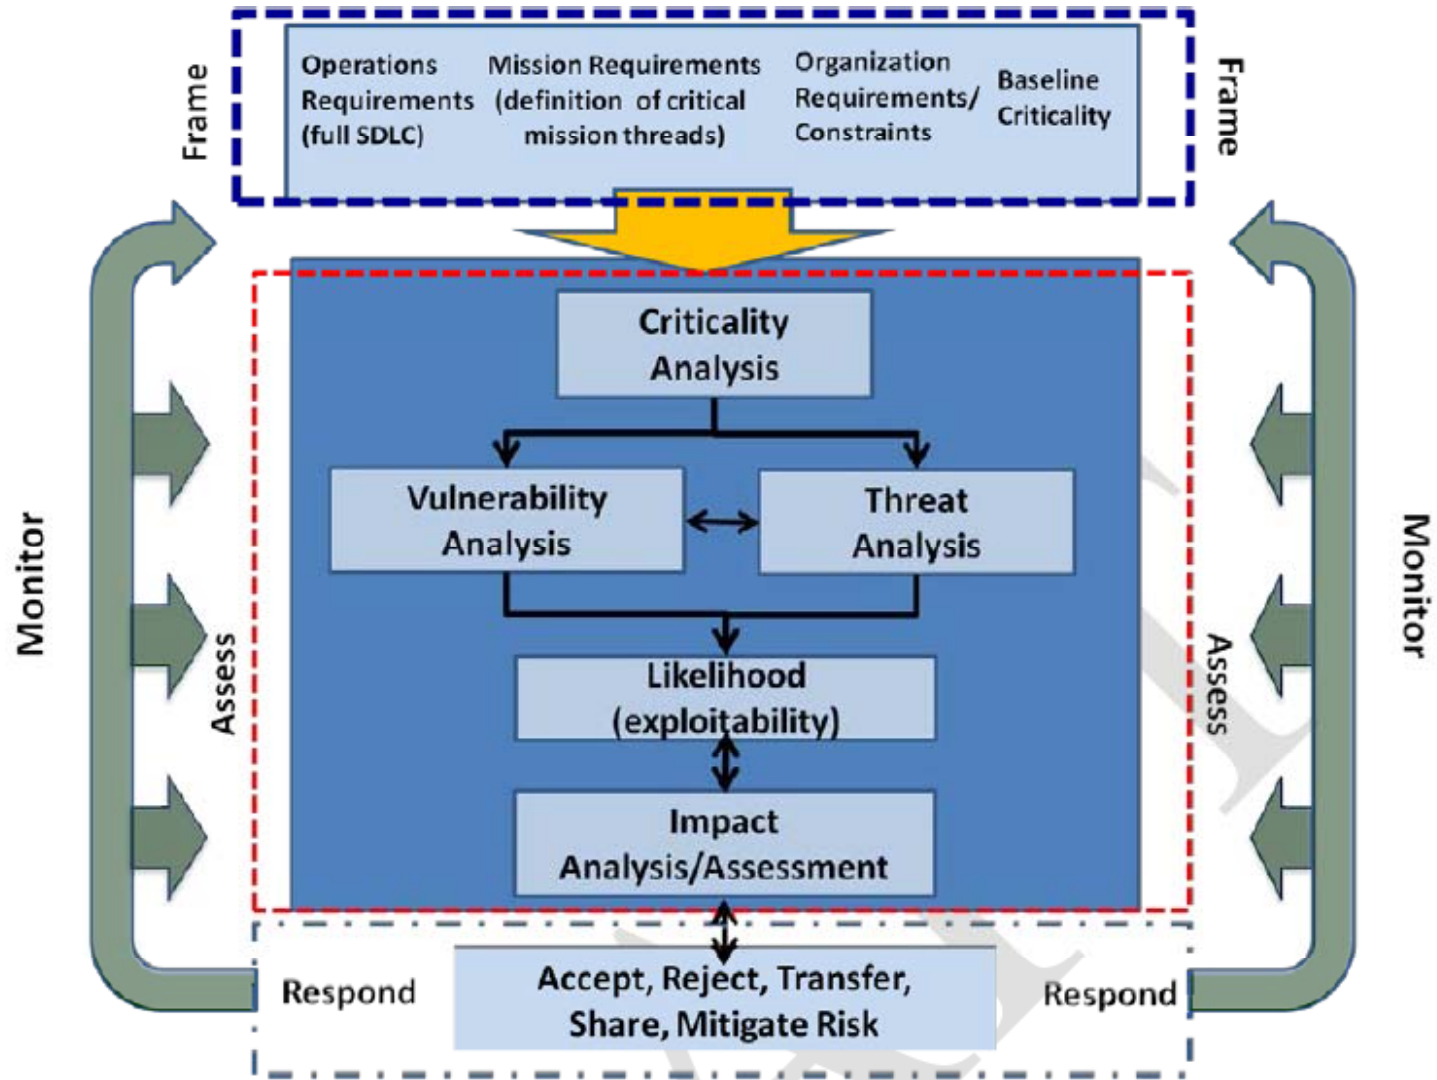 Frame
Operations
Requirements
(full SDLC)
Mission Requirements
(definition of critical
mission threads)
Organization
Requirements/
Constraints
Baseline
Criticality
Frame
Criticality
Analysis
Vulnerability
Analysis
Threat
Analysis
Likelihood
(exploitability)
Impact
Analysis/Assessment
Monitor
Assess
Assess
Monitor
Respond
Accept, Reject, Transfer,
Share, Mitigate Risk
Respond